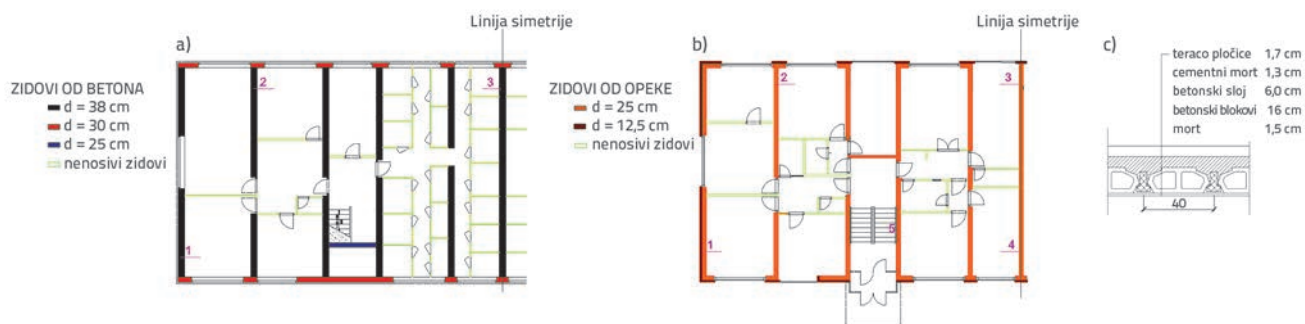 a)
Linija simetrije
ZIDOVI OD BETONA
d = 38 cm
d = 30 cm
d = 25 cm
nenosivi zidovi
1
2
3
b)
Linija simetrije
ZIDOVI OD OPEKE
d = 25 cm
d = 12,5 cm
nenosivi zidovi
1
2
3
4
5
c)
teraco pločice 1,7 cm
cementni mort 1,3 cm
betonski sloj 6,0 cm
betonski blokovi 16 cm
mort 1,5 cm
40